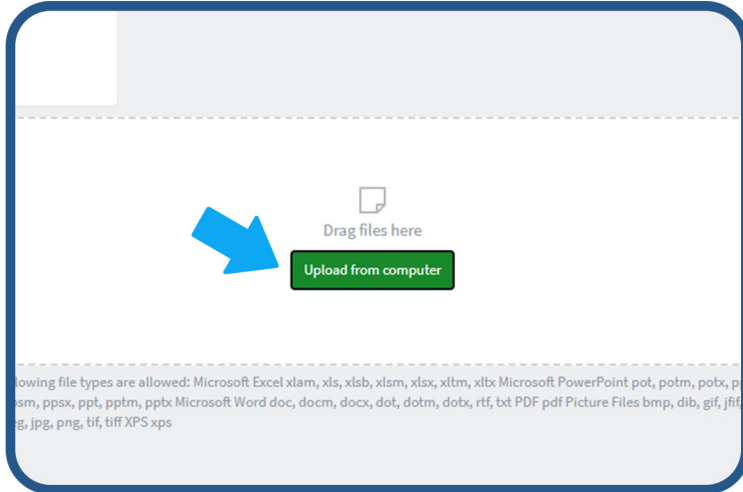 Drag files here
Upload from computer
lowing file types are allowed: Microsoft Excel xlam, xls, xlsb, xlsm, xlsx, xltm, xltx Microsoft PowerPoint pot, potm, potx,
ppsx, ppt, pptm, pptx Microsoft Word doc, docm, docx, dot, dotm, dotx, rtf, txt PDF pdf Picture Files bmp, dib, gif, jfif,
jpg, png, tif, tiff XPS xps